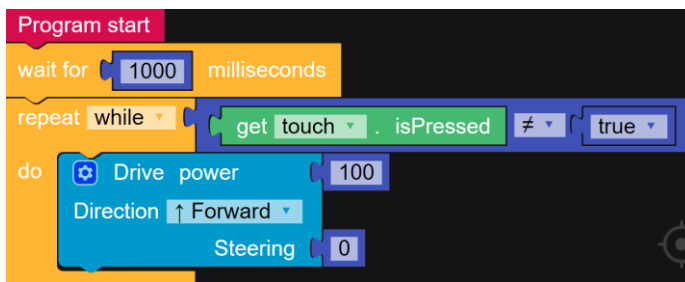 Program start
wait for 1000 milliseconds
repeat while get touch . isPressed ≠ true
do Drive power 100
Direction ↑ Forward
Steering 0